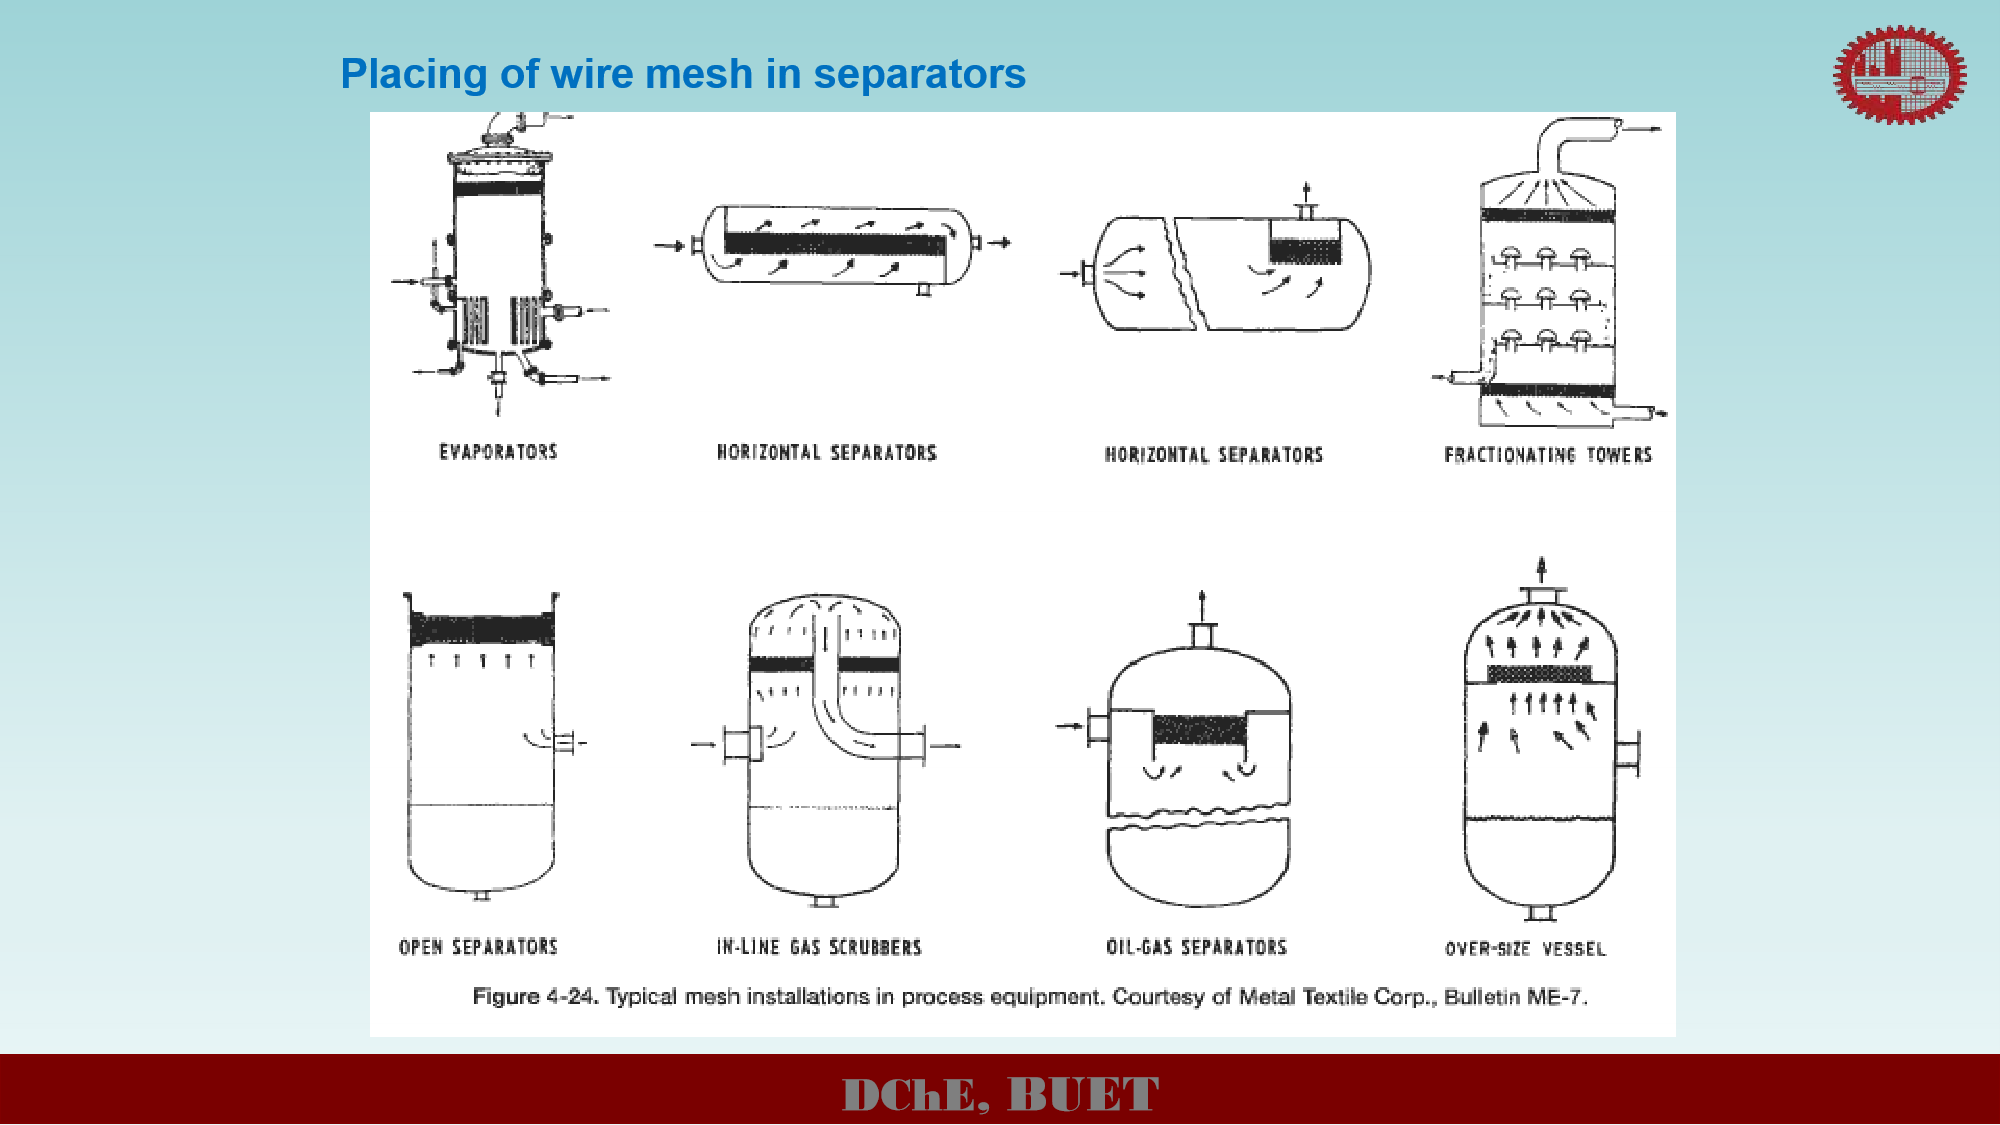 Placing of wire mesh in separators
EVAPORATORS
HORIZONTAL SEPARATORS
HORIZONTAL SEPARATORS
FRACTIONATING TOWERS
OPEN SEPARATORS
IN-LINE GAS SCRUBBERS
OIL-GAS SEPARATORS
OVER-SIZE VESSEL
Figure 4-24. Typical mesh installations in process equipment. Courtesy of Metal Textile Corp., Bulletin ME-7.
DChE, BUET